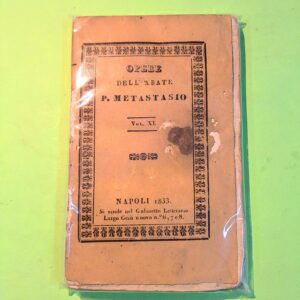 OPERE
DELL'ABATE
P. METASTASIO
Vol. XI.
NAPOLI 1833.
Si vende nel Gabinetto Letterario
Largo Gesù nuovo n.° 6, 7 e 8.